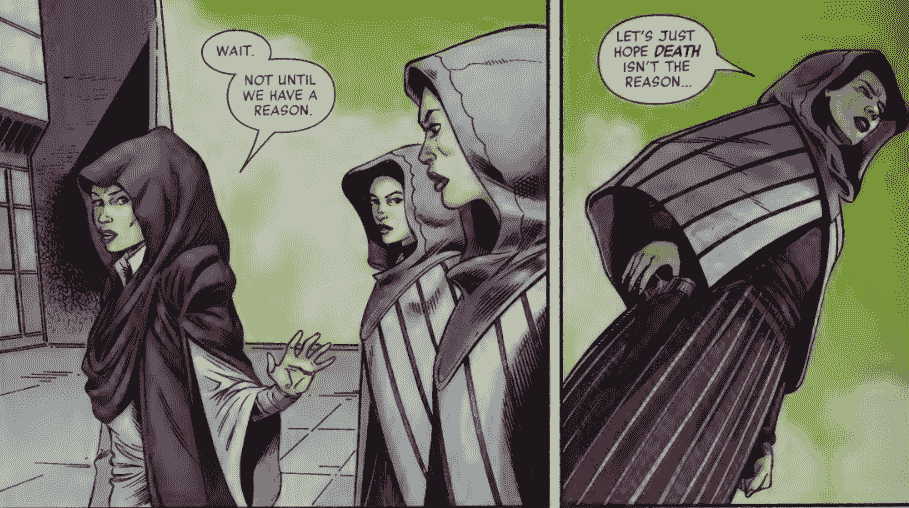 WAIT.
NOT UNTIL
WE HAVE A
REASON.
LET'S JUST
HOPE DEATH
ISN'T THE
REASON...